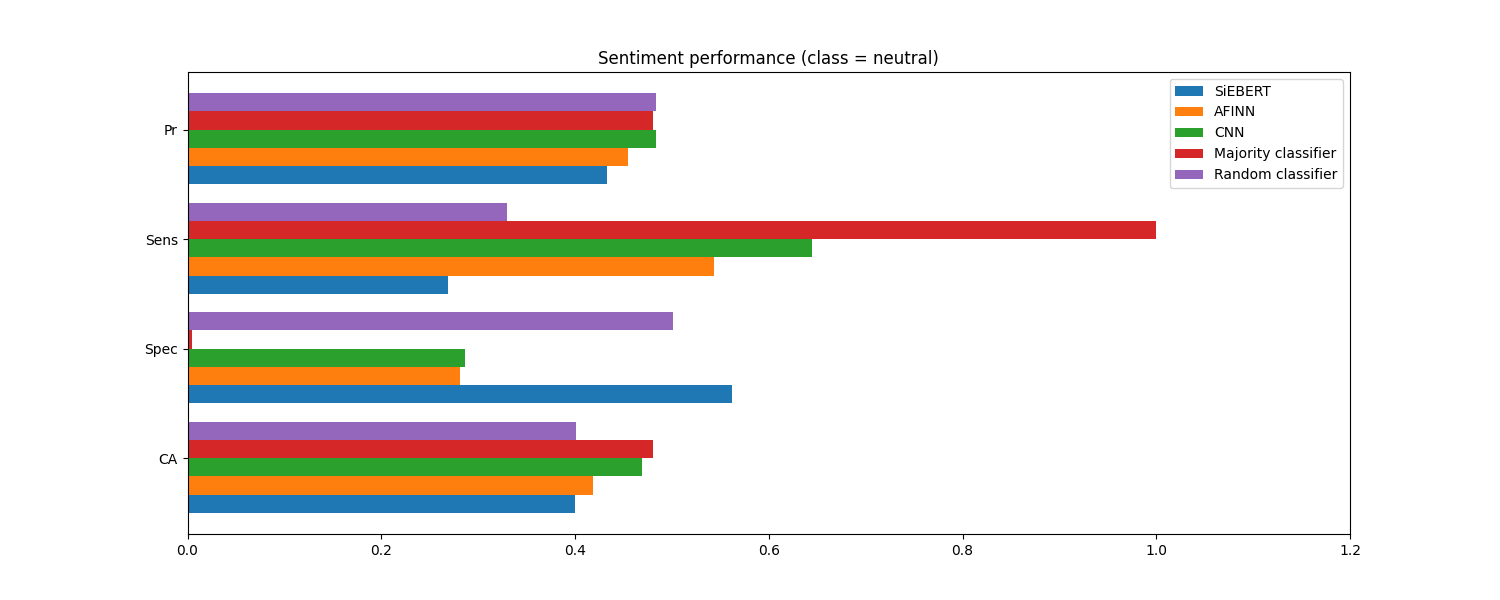 Sentiment performance (class = neutral)
SiEBERT
AFINN
CNN
Majority classifier
Random classifier
Pr
Sens
Spec
CA
0.0 0.2 0.4 0.6 0.8 1.0 1.2